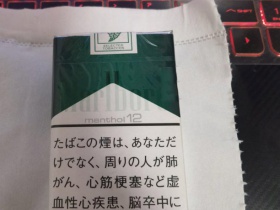 Marlboro
menthol 12
たばこの煙は、あなただ
けでなく、周りの人が肺
がん、心筋梗塞など虚
血性心疾患、脳卒中に